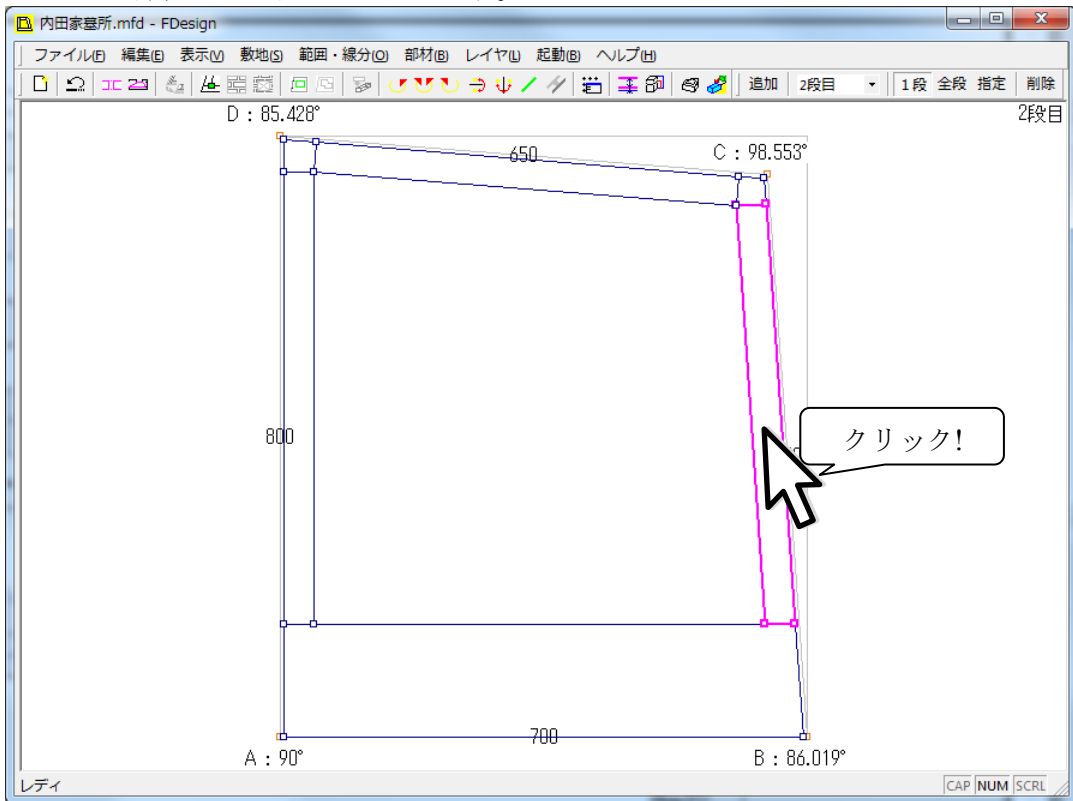 内田家墓所.mfd - FDesign
ファイル(F) 編集(E) 表示(V) 敷地(S) 範囲・線分(O) 部材(B) レイヤ(L) 起動(B) ヘルプ(H)
追加 2段目 1段 全段 指定 削除
D：85.428°
2段目
650
C：98.553°
800
クリック!
700
A：90°
B：86.019°
レディ
CAP NUM SCRL